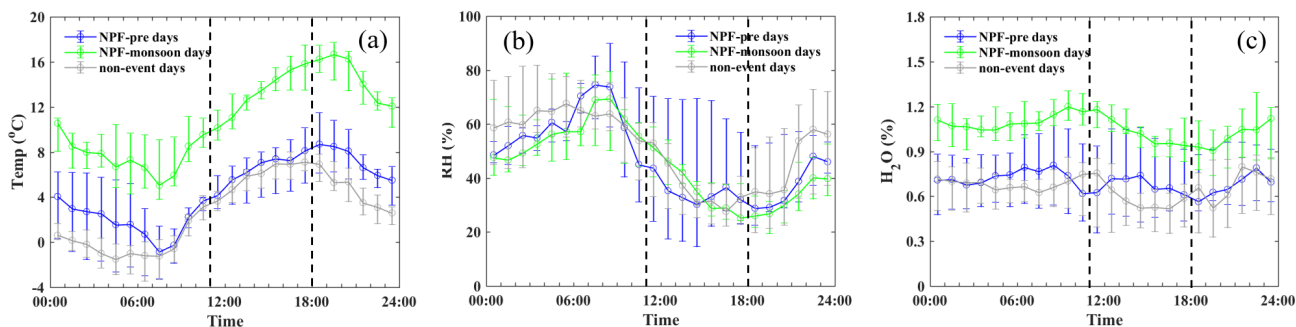 20
16
12
8
4
0
-4
Temp (°C)
NPF-pre days
NPF-monsoon days
non-event days
(a)
00:00 06:00 12:00 18:00 24:00
Time
100
80
60
40
20
0
RH (%)
(b)
NPF-pre days
NPF-monsoon days
non-event days
00:00 06:00 12:00 18:00 24:00
Time
1.8
1.5
1.2
0.9
0.6
0.3
0
H₂O (%)
NPF-pre days
NPF-monsoon days
non-event days
(c)
00:00 06:00 12:00 18:00 24:00
Time